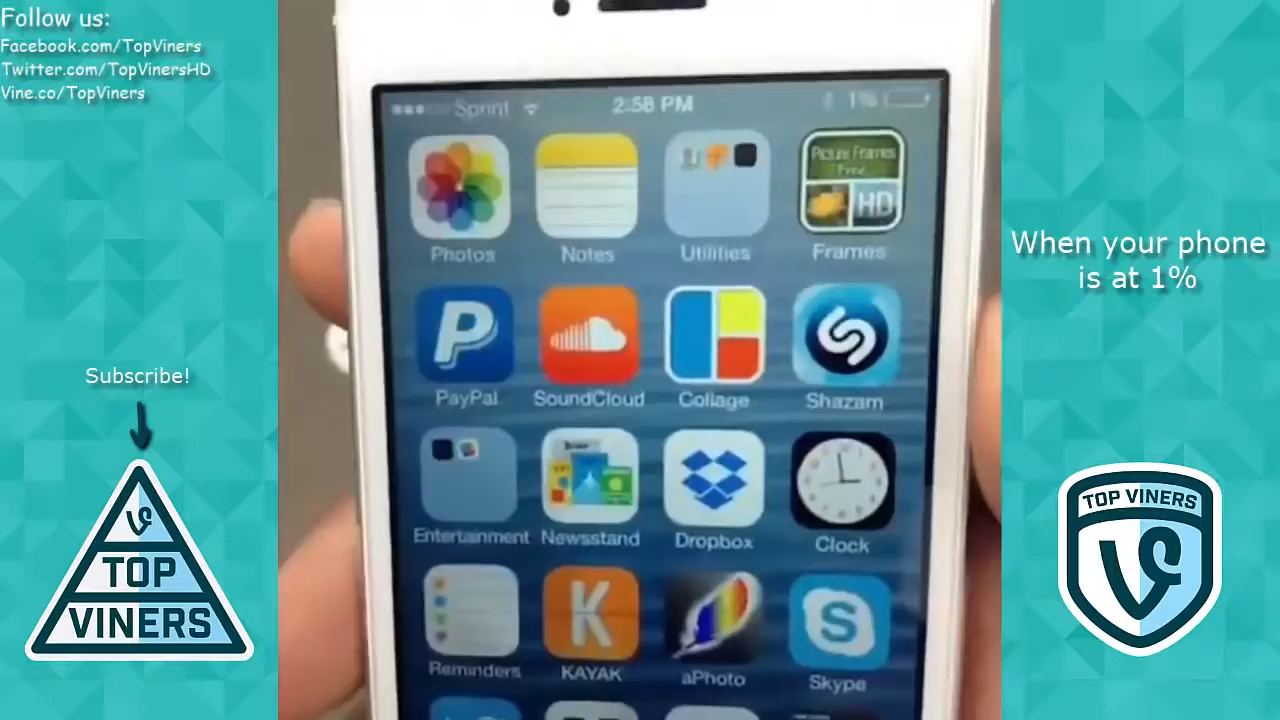 Follow us:
Facebook.com/TopViners
Twitter.com/TopVinersHD
Vine.co/TopViners
Sprint 2:58 PM 1%
Picture Frames
Free
HD
Photos Notes Utilities Frames
PayPal SoundCloud Collage Shazam
Entertainment Newsstand Dropbox Clock
Reminders KAYAK aPhoto Skype
When your phone
is at 1%
Subscribe!
TOP
VINERS
TOP VINERS